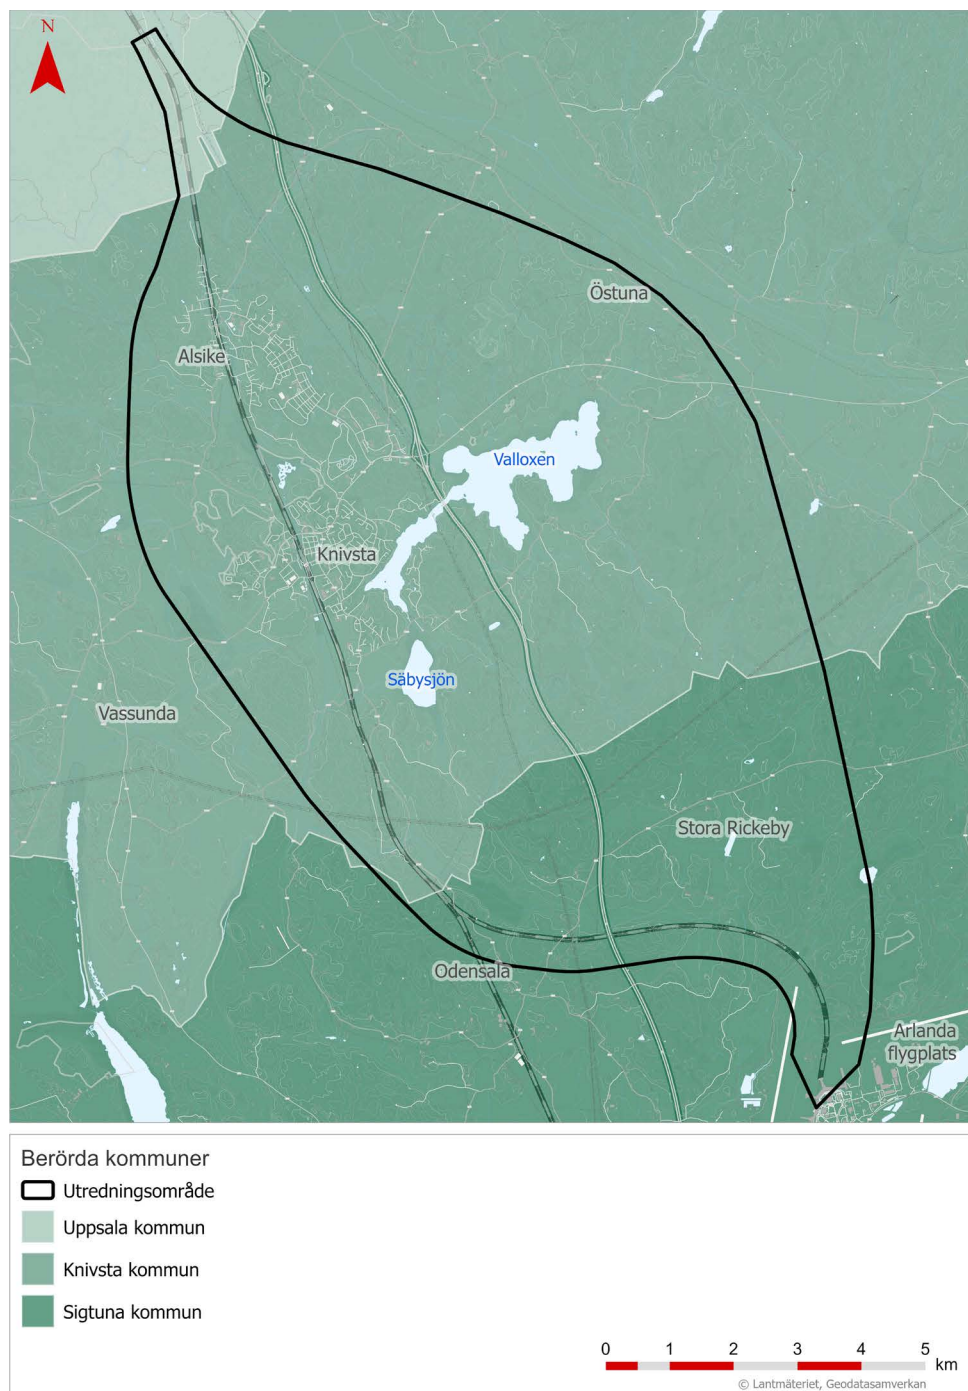 N
Östuna
Alsike
Valloxen
Knivsta
Säbysjön
Vassunda
Stora Rickeby
Odensala
Arlanda
flygplats
Berörda kommuner
Utredningsområde
Uppsala kommun
Knivsta kommun
Sigtuna kommun
0 1 2 3 4 5
km
© Lantmäteriet, Geodatasamverkan